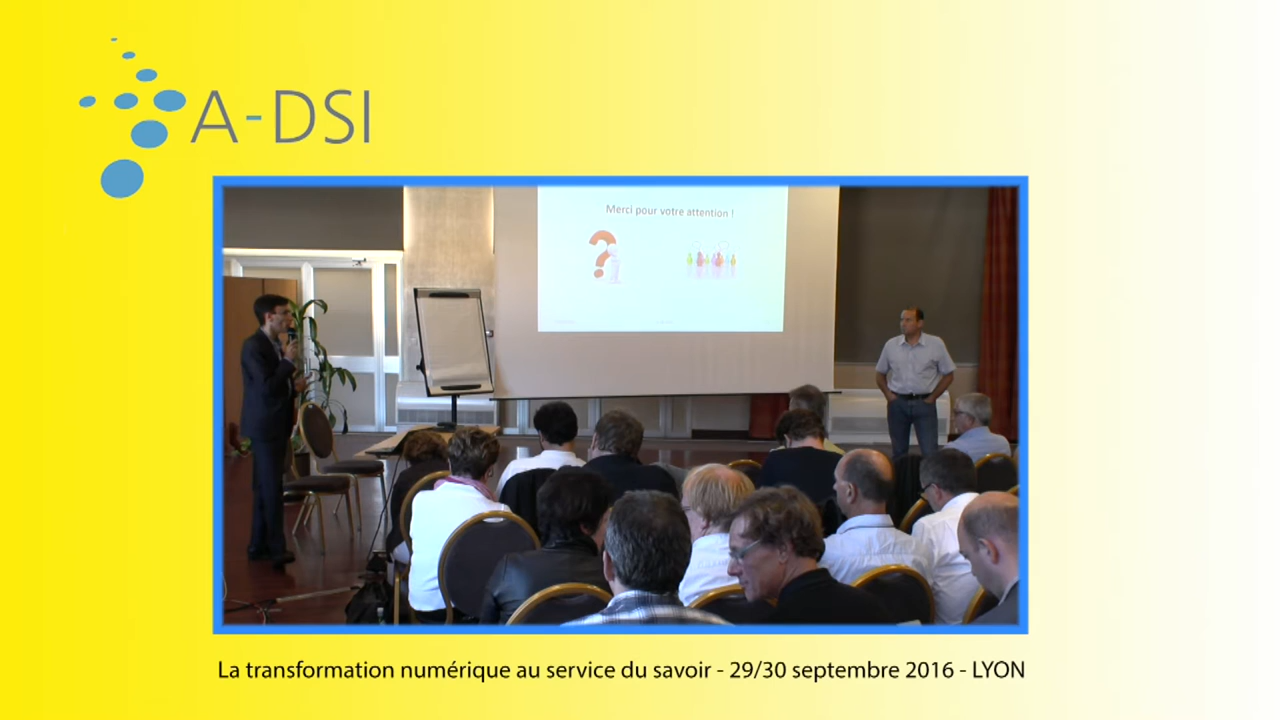 A-DSI
Merci pour votre attention !
La transformation numérique au service du savoir - 29/30 septembre 2016 - LYON